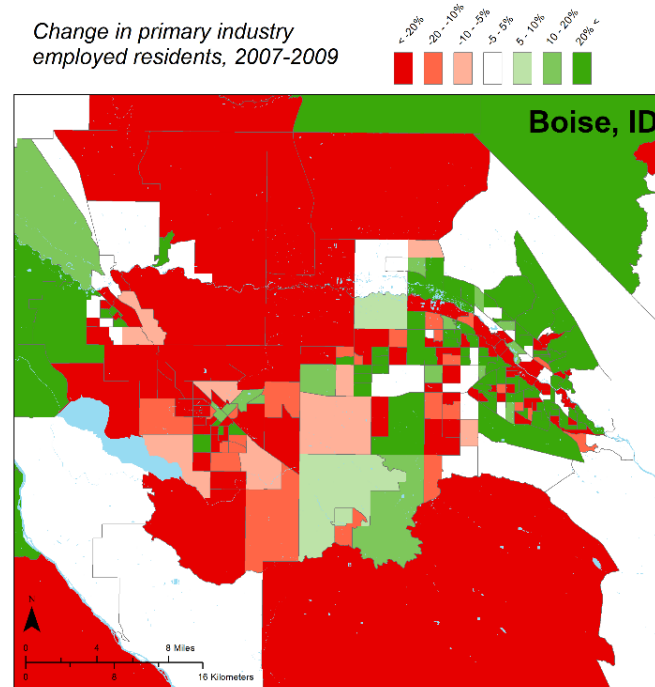 Change in primary industry
employed residents, 2007-2009
< -20%
-20 - -10%
-10 - -5%
-5 - 5%
5 - 10%
10 - 20%
20% <
Boise, ID
N
0 4 8 Miles
0 8 16 Kilometers